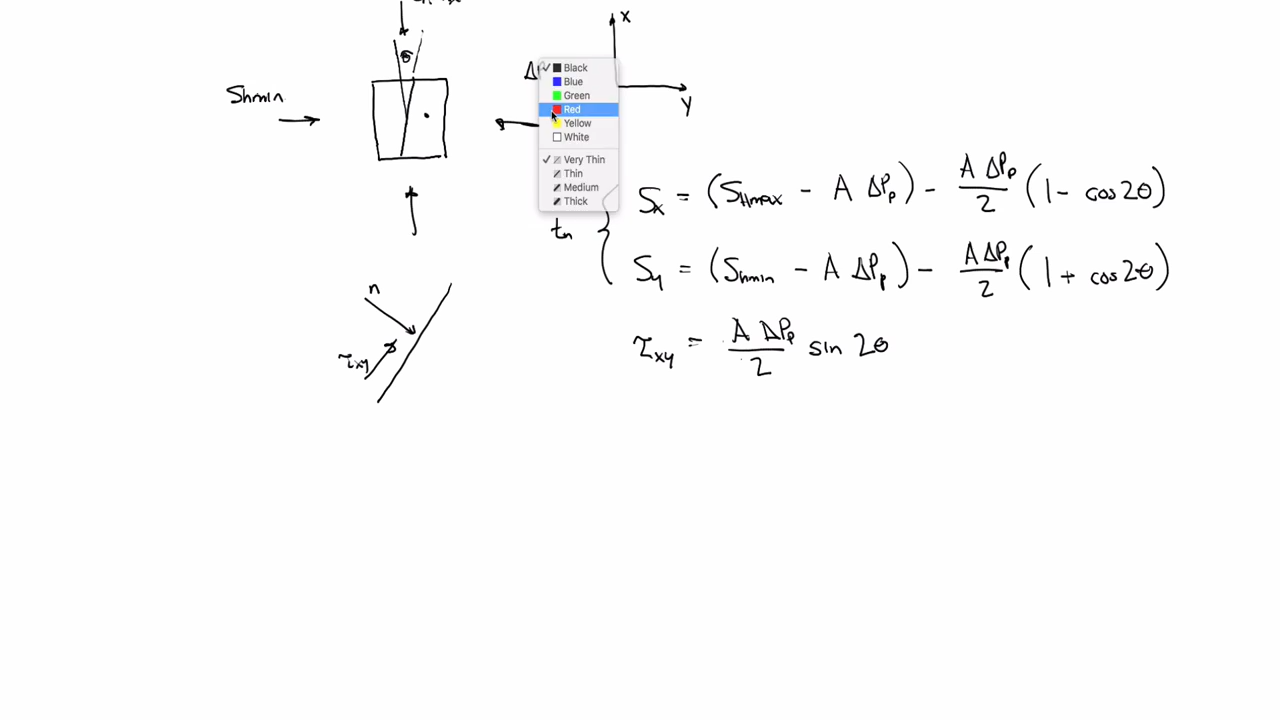 x
θ
ΔP
Shmin
y
Black
Blue
Green
Red
Yellow
White
Very Thin
Thin
Medium
Thick
Sx = (SHmax - A ΔPp) - A ΔPp / 2 (1 - cos 2θ)
tn
Sy = (Shmin - A ΔPp) - A ΔPp / 2 (1 + cos 2θ)
n
τxy
τxy = A ΔPp / 2 sin 2θ